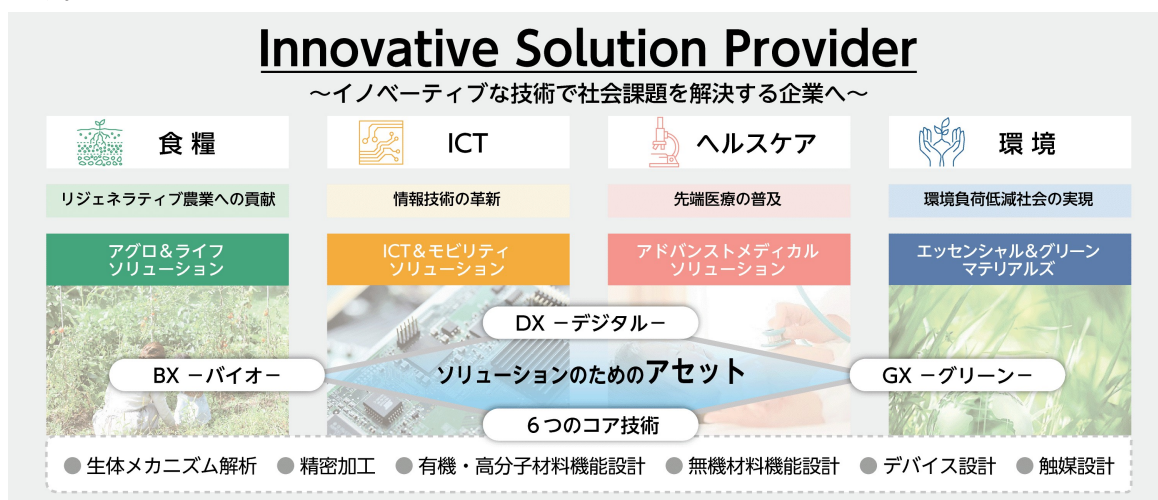 Innovative Solution Provider
～イノベーティブな技術で社会課題を解決する企業へ～
食糧
ICT
ヘルスケア
環境
リジェネラティブ農業への貢献
情報技術の革新
先端医療の普及
環境負荷低減社会の実現
アグロ＆ライフ
ソリューション
ICT＆モビリティ
ソリューション
アドバンストメディカル
ソリューション
エッセンシャル＆グリーン
マテリアルズ
DX －デジタル－
BX －バイオ－
ソリューションのためのアセット
GX －グリーン－
6つのコア技術
●生体メカニズム解析 ●精密加工 ●有機・高分子材料機能設計 ●無機材料機能設計 ●デバイス設計 ●触媒設計